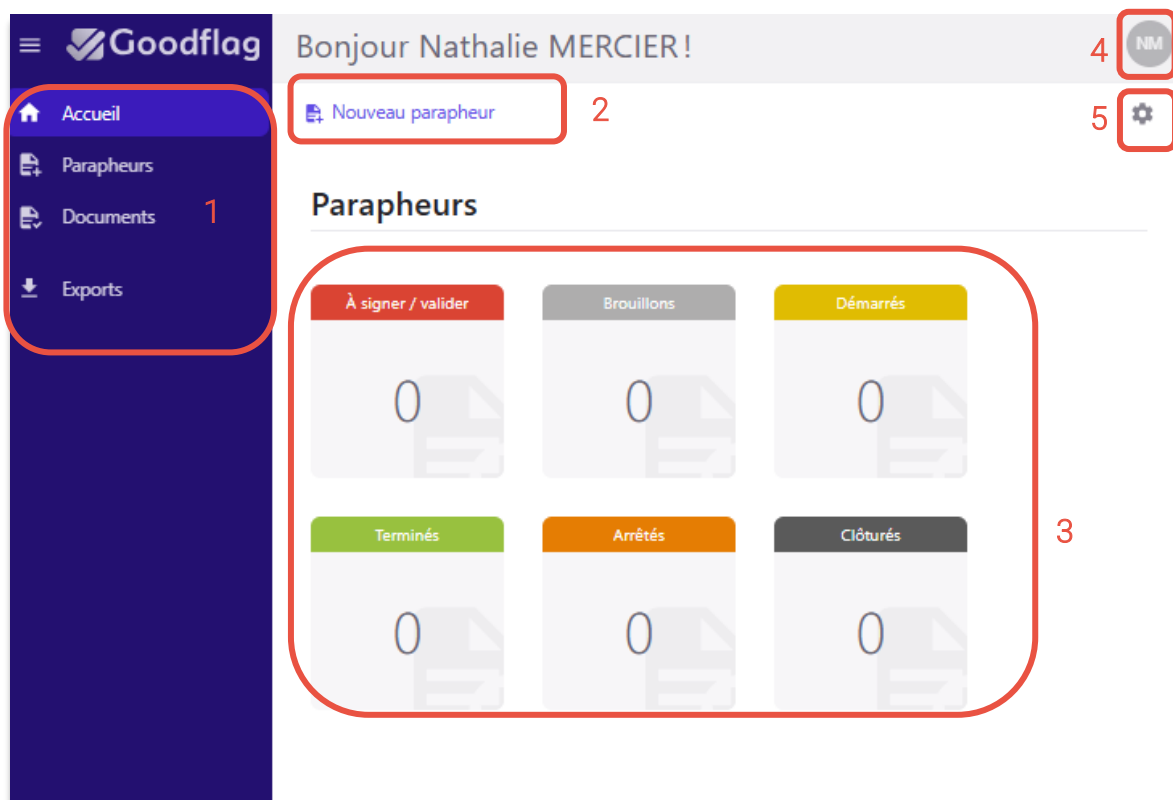 Goodflag
Bonjour Nathalie MERCIER !
4
NM
Accueil
Nouveau parapheur
2
5
Parapheurs
Documents
1
Exports
Parapheurs
À signer / valider
Brouillons
Démarrés
0
0
0
Terminés
Arrêtés
Clôturés
3
0
0
0